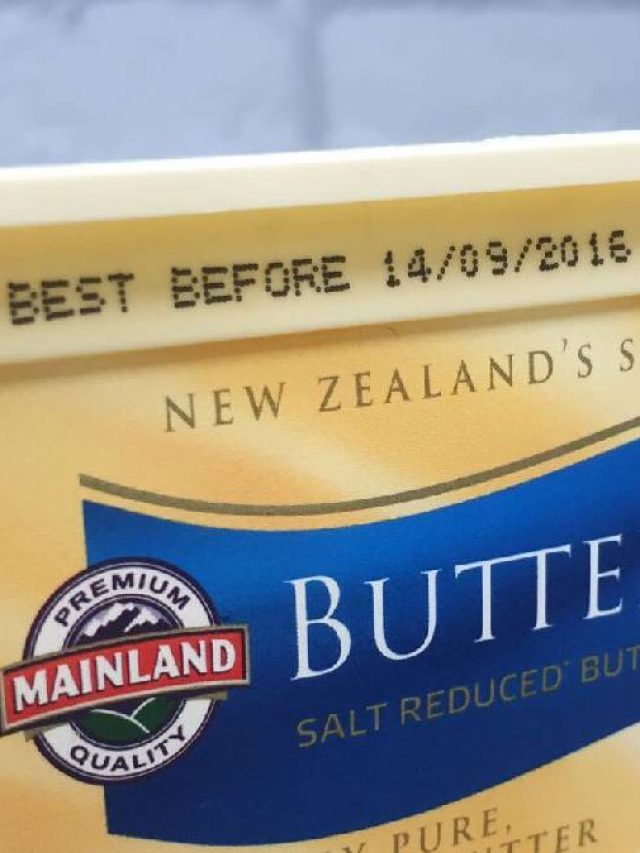 BEST BEFORE 14/09/2016
NEW ZEALAND'S S
PREMIUM
MAINLAND
QUALITY
BUTTE
SALT REDUCED BUT
PURE,
TTER